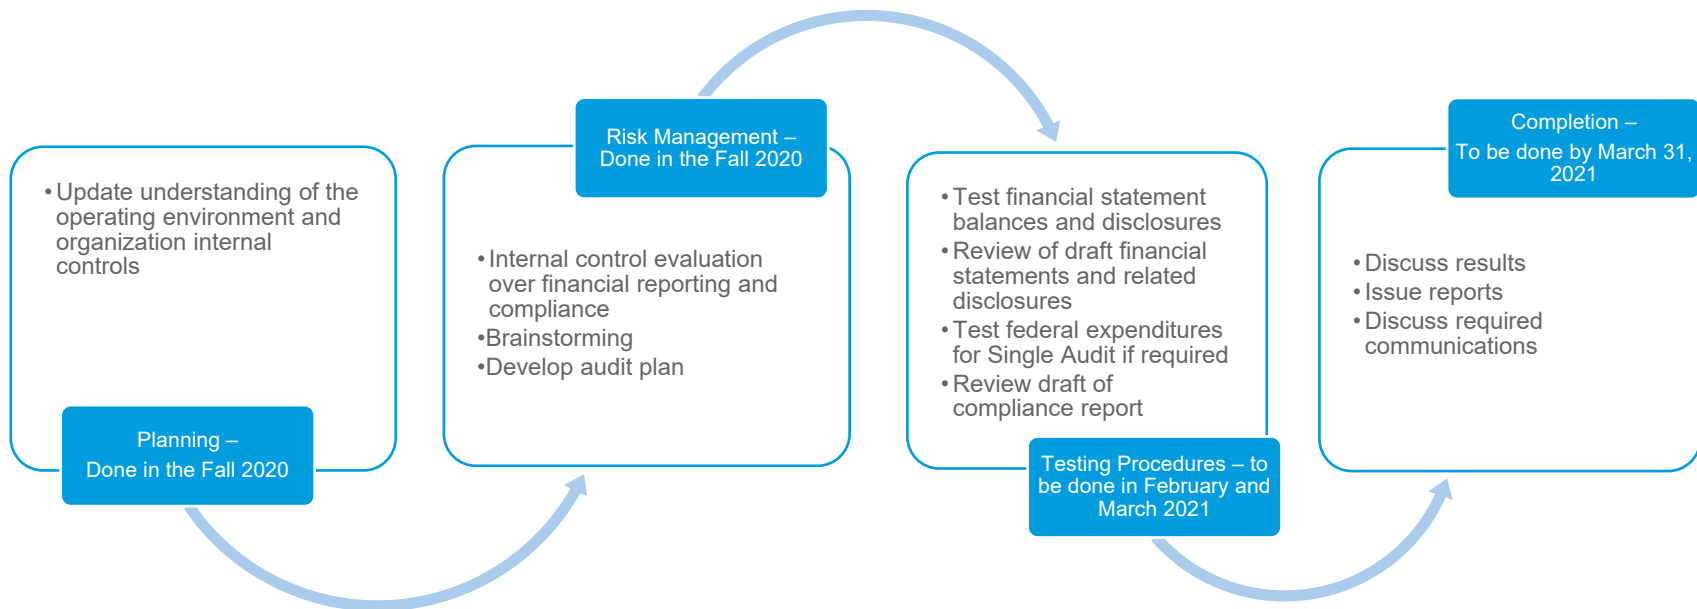 • Update understanding of the
operating environment and
organization internal
controls
Planning –
Done in the Fall 2020
Risk Management –
Done in the Fall 2020
• Internal control evaluation
over financial reporting and
compliance
•Brainstorming
•Develop audit plan
• Test financial statement
balances and disclosures
• Review of draft financial
statements and related
disclosures
• Test federal expenditures
for Single Audit if required
• Review draft of
compliance report
Testing Procedures – to
be done in February and
March 2021
Completion –
To be done by March 31,
2021
• Discuss results
• Issue reports
• Discuss required
communications